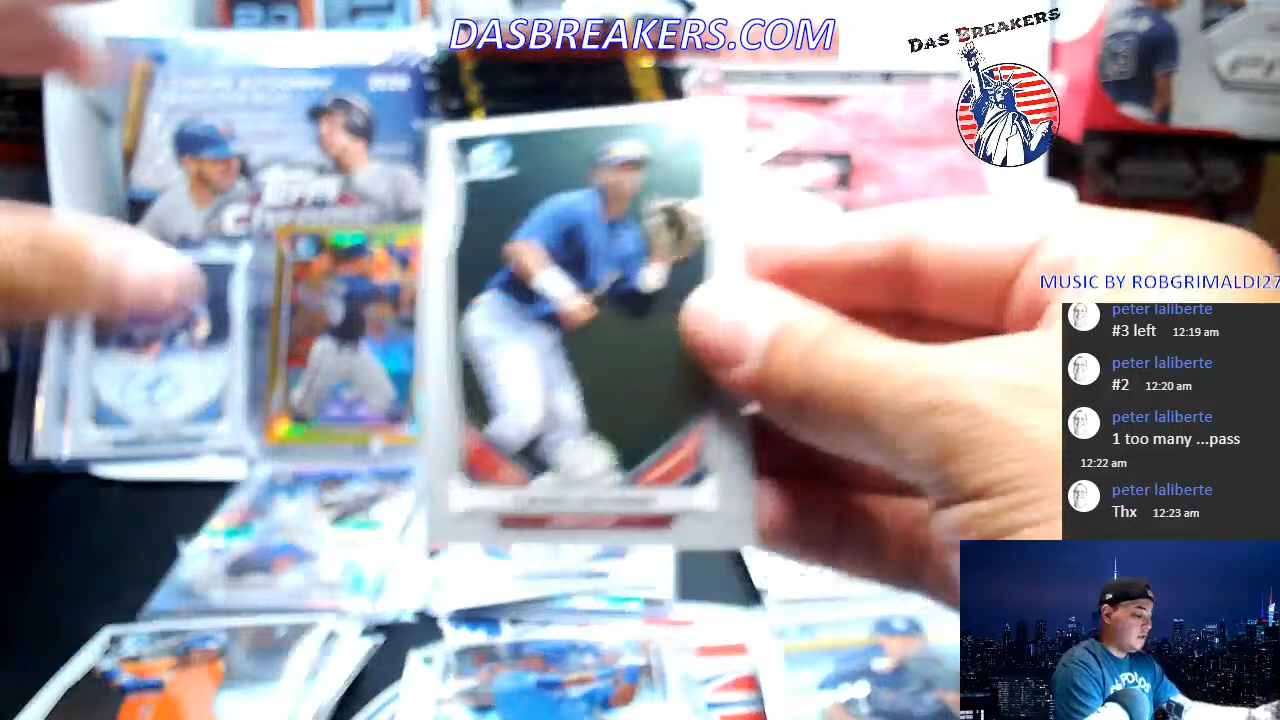 DASBREAKERS.COM
DAS BREAKERS
Topps
MUSIC BY ROBGRIMALDI27
peter laliberte
#3 left 12:19 am
peter laliberte
#2 12:20 am
peter laliberte
1 too many ...pass
12:22 am
peter laliberte
Thx 12:23 am